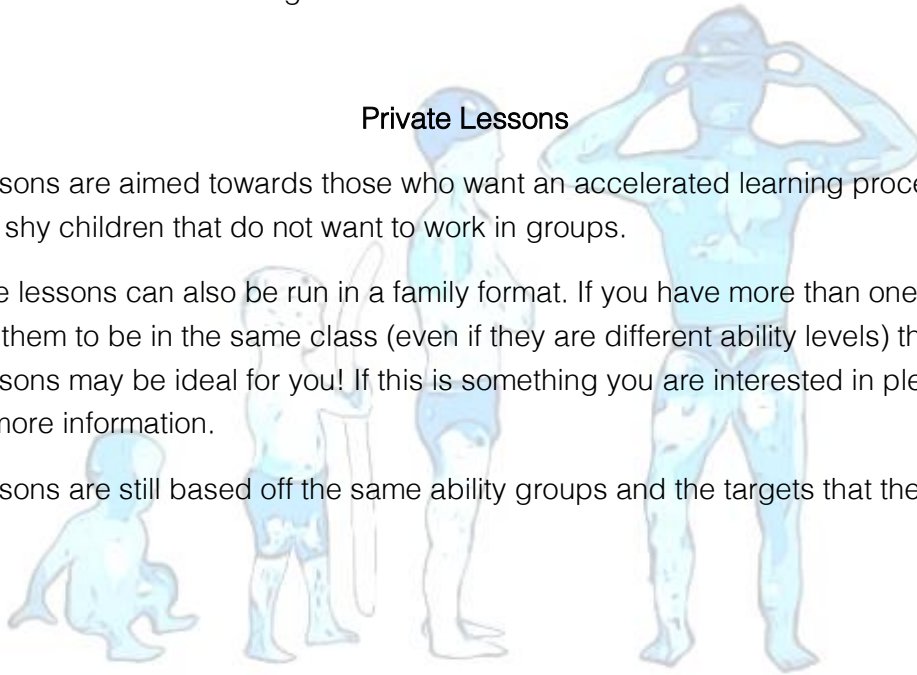 Private Lessons
sons are aimed towards those who want an accelerated learning proce
shy children that do not want to work in groups.
e lessons can also be run in a family format. If you have more than one
them to be in the same class (even if they are different ability levels) th
sons may be ideal for you! If this is something you are interested in ple
more information.
sons are still based off the same ability groups and the targets that the